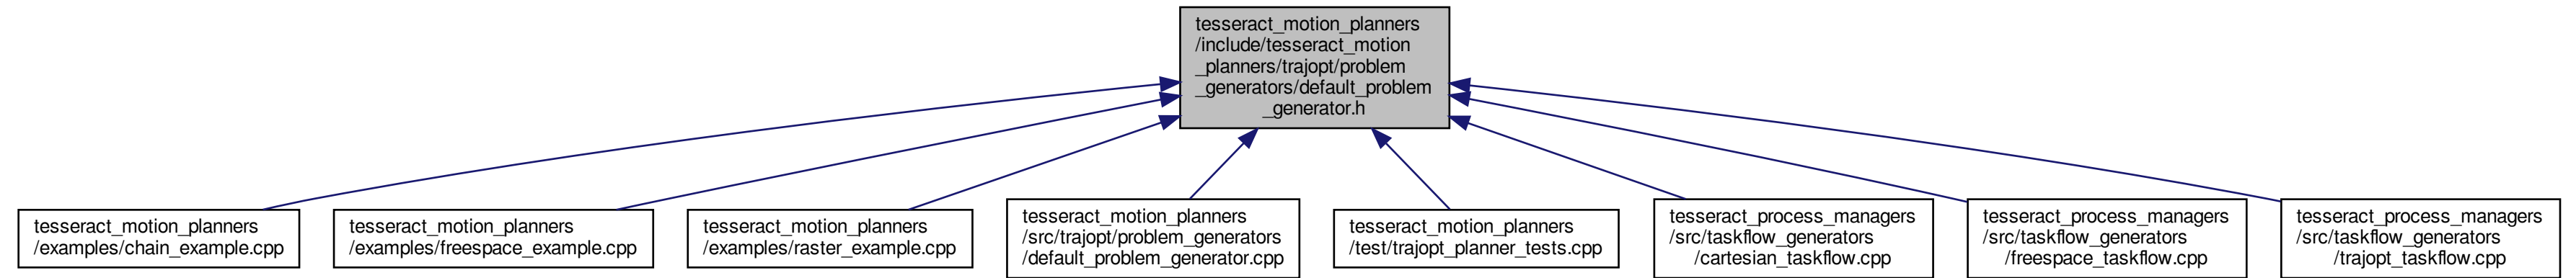 tesseract_motion_planners
/include/tesseract_motion
_planners/trajopt/problem
_generators/default_problem
_generator.h
tesseract_motion_planners
/examples/chain_example.cpp
tesseract_motion_planners
/examples/freespace_example.cpp
tesseract_motion_planners
/examples/raster_example.cpp
tesseract_motion_planners
/src/trajopt/problem_generators
/default_problem_generator.cpp
tesseract_motion_planners
/test/trajopt_planner_tests.cpp
tesseract_process_managers
/src/taskflow_generators
/cartesian_taskflow.cpp
tesseract_process_managers
/src/taskflow_generators
/freespace_taskflow.cpp
tesseract_process_managers
/src/taskflow_generators
/trajopt_taskflow.cpp